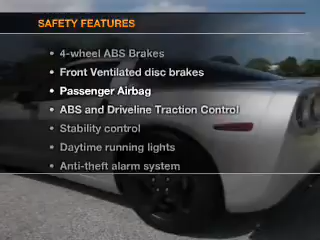 SAFETY FEATURES
• 4-wheel ABS Brakes
• Front Ventilated disc brakes
• Passenger Airbag
• ABS and Driveline Traction Control
• Stability control
• Daytime running lights
• Anti-theft alarm system